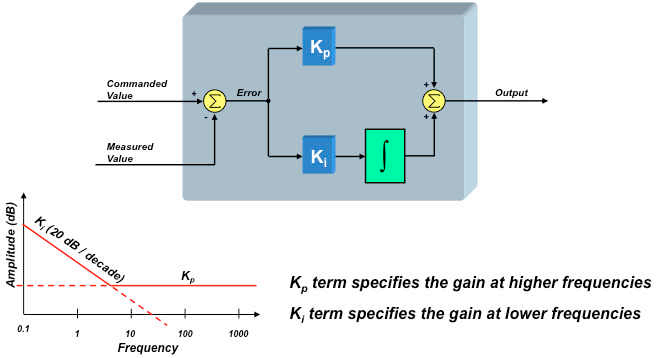 Commanded
Value
+
-
Σ
Error
Kp
Ki
∫
+
+
Σ
Output
Measured
Value
Amplitude (dB)
Ki (20 dB / decade)
Kp
0.1
1
10
100
1000
Frequency
Kp term specifies the gain at higher frequencies
Ki term specifies the gain at lower frequencies